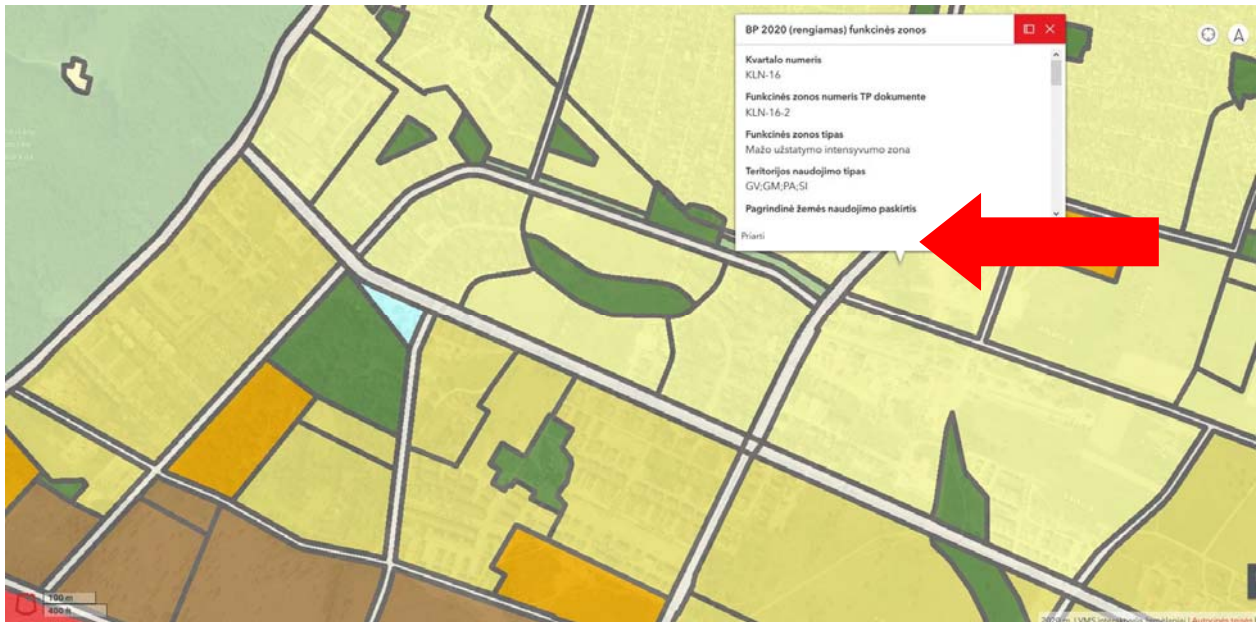 BP 2020 (rengiamas) funkcinės zonos
Kvartalo numeris
KLN-16
Funkcinės zonos numeris TP dokumente
KLN-16-2
Funkcinės zonos tipas
Mažo užstatymo intensyvumo zona
Teritorijos naudojimo tipas
GV;GM;PA;SI
Pagrindinė žemės naudojimo paskirtis
Priarti
100 m
400 ft